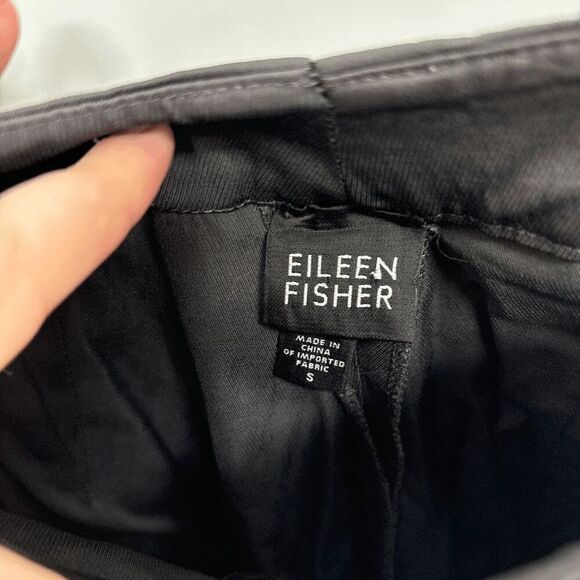 EILEEN
FISHER
MADE IN
CHINA
OF IMPORTED
FABRIC
S